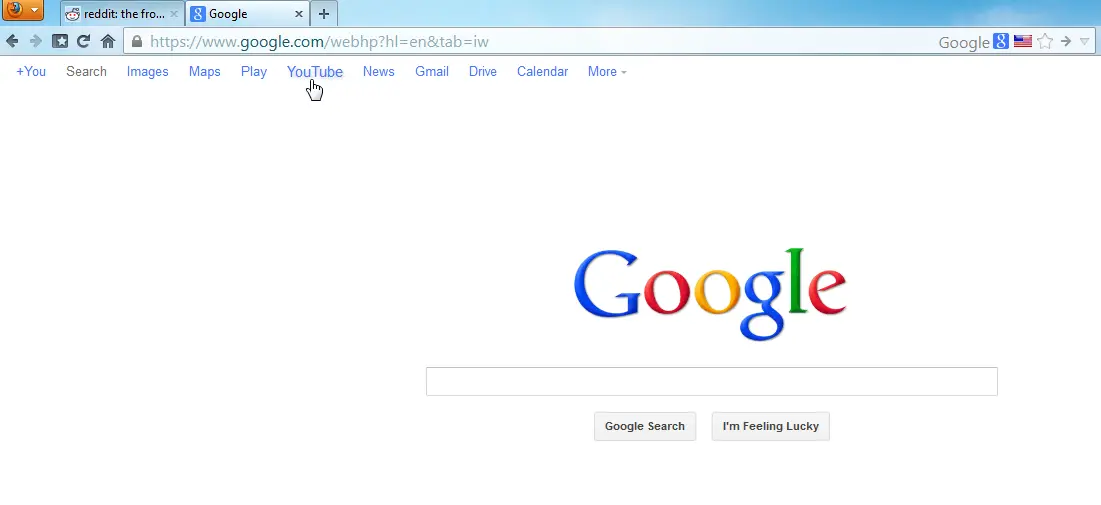 reddit: the fro... Google
https://www.google.com/webhp?hl=en&tab=iw Google
+You Search Images Maps Play YouTube News Gmail Drive Calendar More
Google
Google Search I'm Feeling Lucky